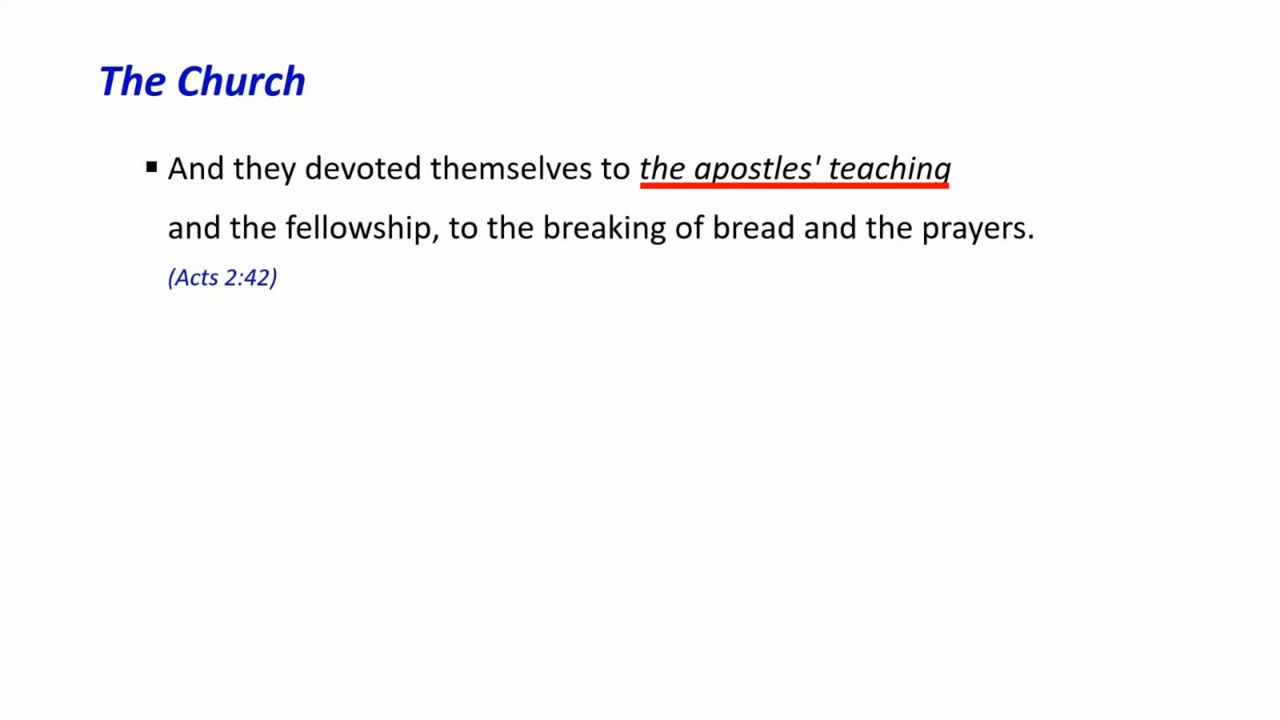 The Church
▪ And they devoted themselves to the apostles' teaching
and the fellowship, to the breaking of bread and the prayers.
(Acts 2:42)